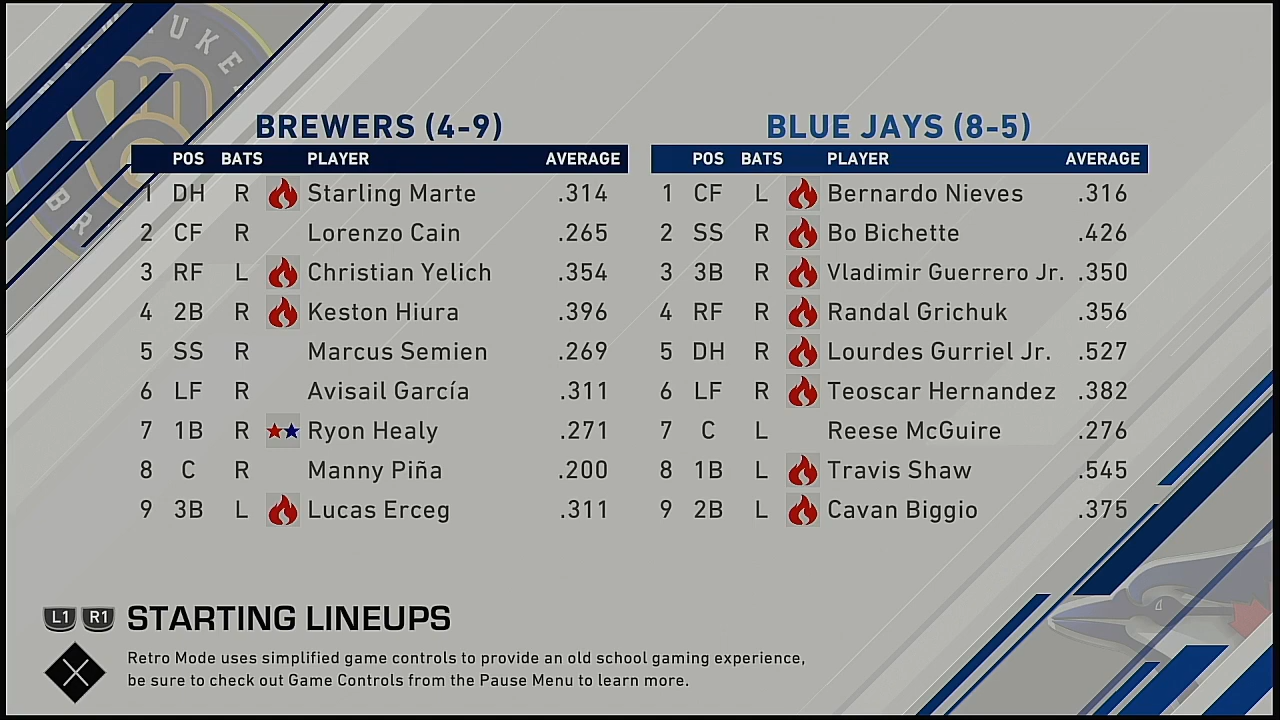 UKE
BR
BREWERS (4-9)
POS BATS PLAYER AVERAGE
1 DH R Starling Marte .314
2 CF R Lorenzo Cain .265
3 RF L Christian Yelich .354
4 2B R Keston Hiura .396
5 SS R Marcus Semien .269
6 LF R Avisail García .311
7 1B R Ryon Healy .271
8 C R Manny Piña .200
9 3B L Lucas Erceg .311
BLUE JAYS (8-5)
POS BATS PLAYER AVERAGE
1 CF L Bernardo Nieves .316
2 SS R Bo Bichette .426
3 3B R Vladimir Guerrero Jr. .350
4 RF R Randal Grichuk .356
5 DH R Lourdes Gurriel Jr. .527
6 LF R Teoscar Hernandez .382
7 C L Reese McGuire .276
8 1B L Travis Shaw .545
9 2B L Cavan Biggio .375
L1 R1 STARTING LINEUPS
Retro Mode uses simplified game controls to provide an old school gaming experience,
be sure to check out Game Controls from the Pause Menu to learn more.